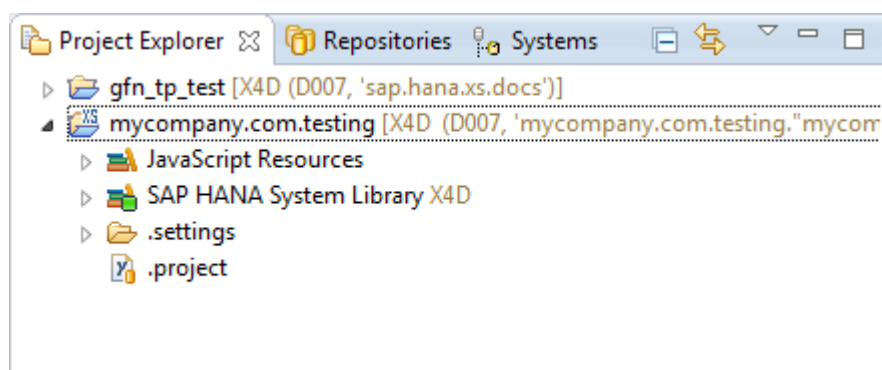 Project Explorer Repositories Systems
gfn_tp_test [X4D (D007, 'sap.hana.xs.docs')]
XS mycompany.com.testing [X4D (D007, 'mycompany.com.testing."mycom
JavaScript Resources
SAP HANA System Library X4D
.settings
.project